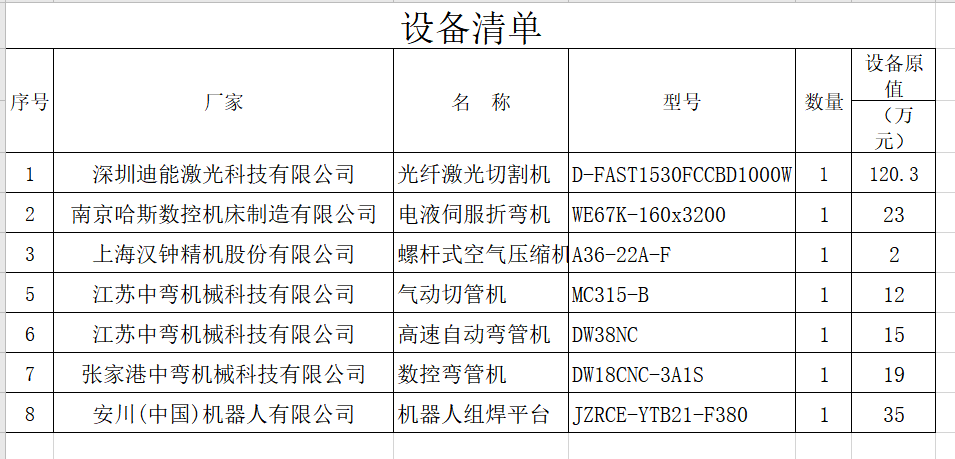 设备清单
序号 厂家 名 称 型号 数量 设备原值
（万元）
1 深圳迪能激光科技有限公司 光纤激光切割机 D-FAST1530FCCBD1000W 1 120.3
2 南京哈斯数控机床制造有限公司 电液伺服折弯机 WE67K-160x3200 1 23
3 上海汉钟精机股份有限公司 螺杆式空气压缩机 A36-22A-F 1 2
5 江苏中弯机械科技有限公司 气动切管机 MC315-B 1 12
6 江苏中弯机械科技有限公司 高速自动弯管机 DW38NC 1 15
7 张家港中弯机械科技有限公司 数控弯管机 DW18CNC-3A1S 1 19
8 安川(中国)机器人有限公司 机器人组焊平台 JZRCE-YTB21-F380 1 35